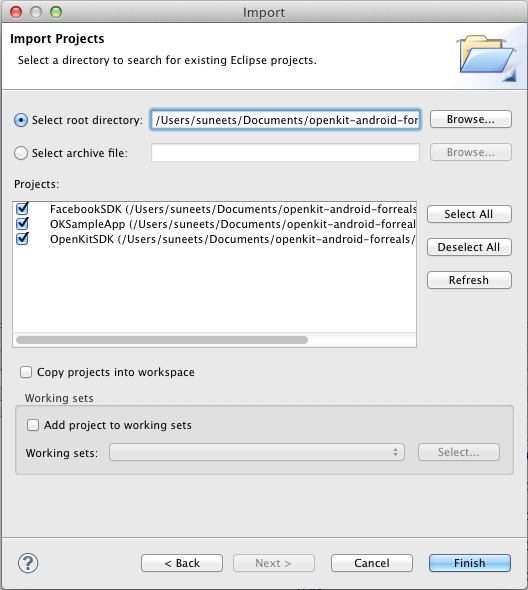 Import
Import Projects
Select a directory to search for existing Eclipse projects.
Select root directory: /Users/suneets/Documents/openkit-android-for Browse...
Select archive file: Browse...
Projects:
FacebookSDK (/Users/suneets/Documents/openkit-android-forreals
OKSampleApp (/Users/suneets/Documents/openkit-android-forreal
OpenKitSDK (/Users/suneets/Documents/openkit-android-forreals/
Select All
Deselect All
Refresh
Copy projects into workspace
Working sets
Add project to working sets
Working sets: Select...
? < Back Next > Cancel Finish